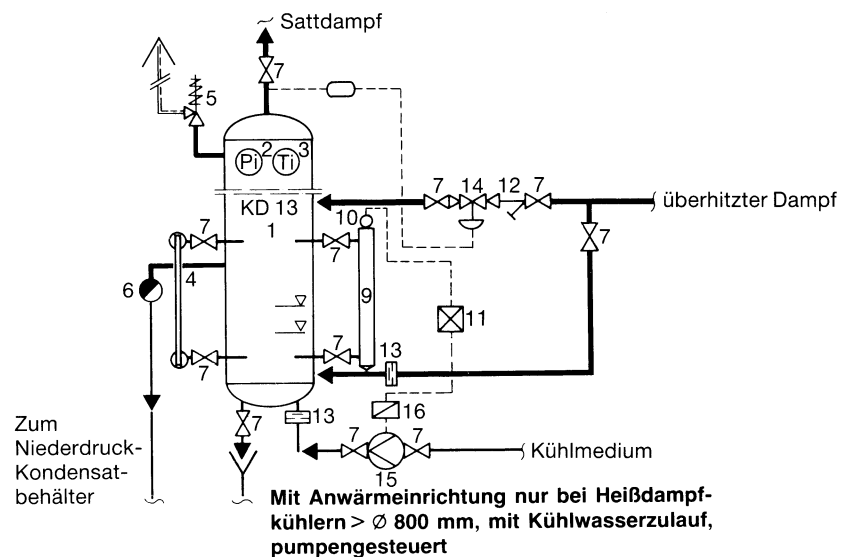 Sattdampf
7
5
Pi
2
Ti
3
7
14
12
7
überhitzter Dampf
KD 13
1
10
7
7
7
6
4
9
11
7
7
13
16
13
7
7
7
15
Kühlmedium
Zum
Niederdruck-
Kondensat-
behälter
Mit Anwärmeinrichtung nur bei Heißdampf-
kühlern > Ø 800 mm, mit Kühlwasserzulauf,
pumpengesteuert